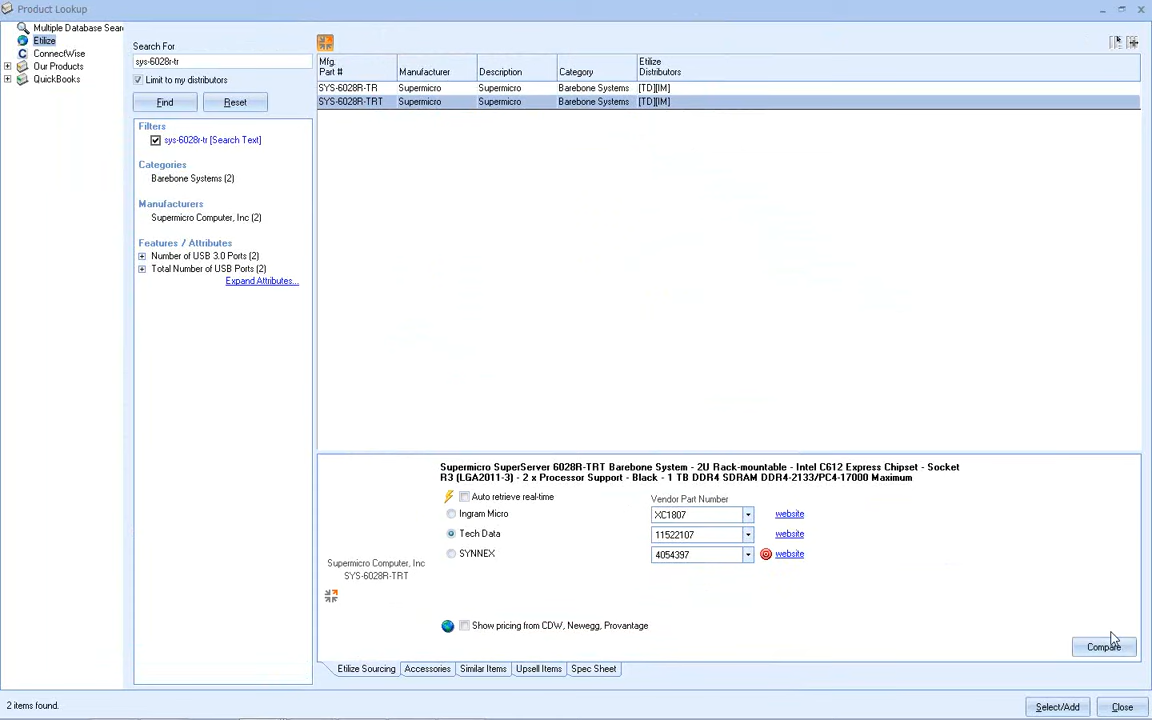 Product Lookup
Multiple Database Sear
Etilize
ConnectWise
Our Products
QuickBooks
Search For
sys-6028r-tr
Limit to my distributors
Find Reset
Filters
sys-6028r-tr [Search Text]
Categories
Barebone Systems (2)
Manufacturers
Supermicro Computer, Inc (2)
Features / Attributes
Number of USB 3.0 Ports (2)
Total Number of USB Ports (2)
Expand Attributes...
Mfg. Part # Manufacturer Description Category Etilize Distributors
SYS-6028R-TR Supermicro Supermicro Barebone Systems [TD][IM]
SYS-6028R-TRT Supermicro Supermicro Barebone Systems [TD][IM]
Supermicro SuperServer 6028R-TRT Barebone System - 2U Rack-mountable - Intel C612 Express Chipset - Socket
R3 (LGA2011-3) - 2 x Processor Support - Black - 1 TB DDR4 SDRAM DDR4-2133/PC4-17000 Maximum
Auto retrieve real-time Vendor Part Number
Ingram Micro XC1807 website
Tech Data 11522107 website
SYNNEX 4054397 website
Supermicro Computer, Inc
SYS-6028R-TRT
Show pricing from CDW, Newegg, Provantage
Compare
Etilize Sourcing Accessories Similar Items Upsell Items Spec Sheet
2 items found. Select/Add Close